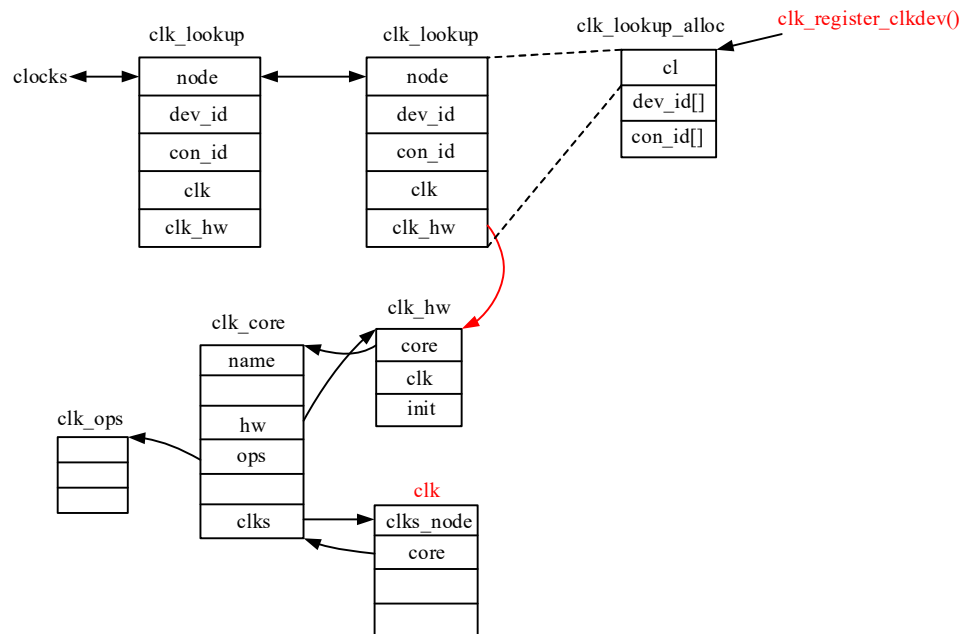 clk_register_clkdev()
clk_lookup
clk_lookup
clk_lookup_alloc
clocks
node
dev_id
con_id
clk
clk_hw
node
dev_id
con_id
clk
clk_hw
cl
dev_id[]
con_id[]
clk_hw
core
clk
init
clk_core
name
hw
ops
clks
clk_ops
clk
clks_node
core